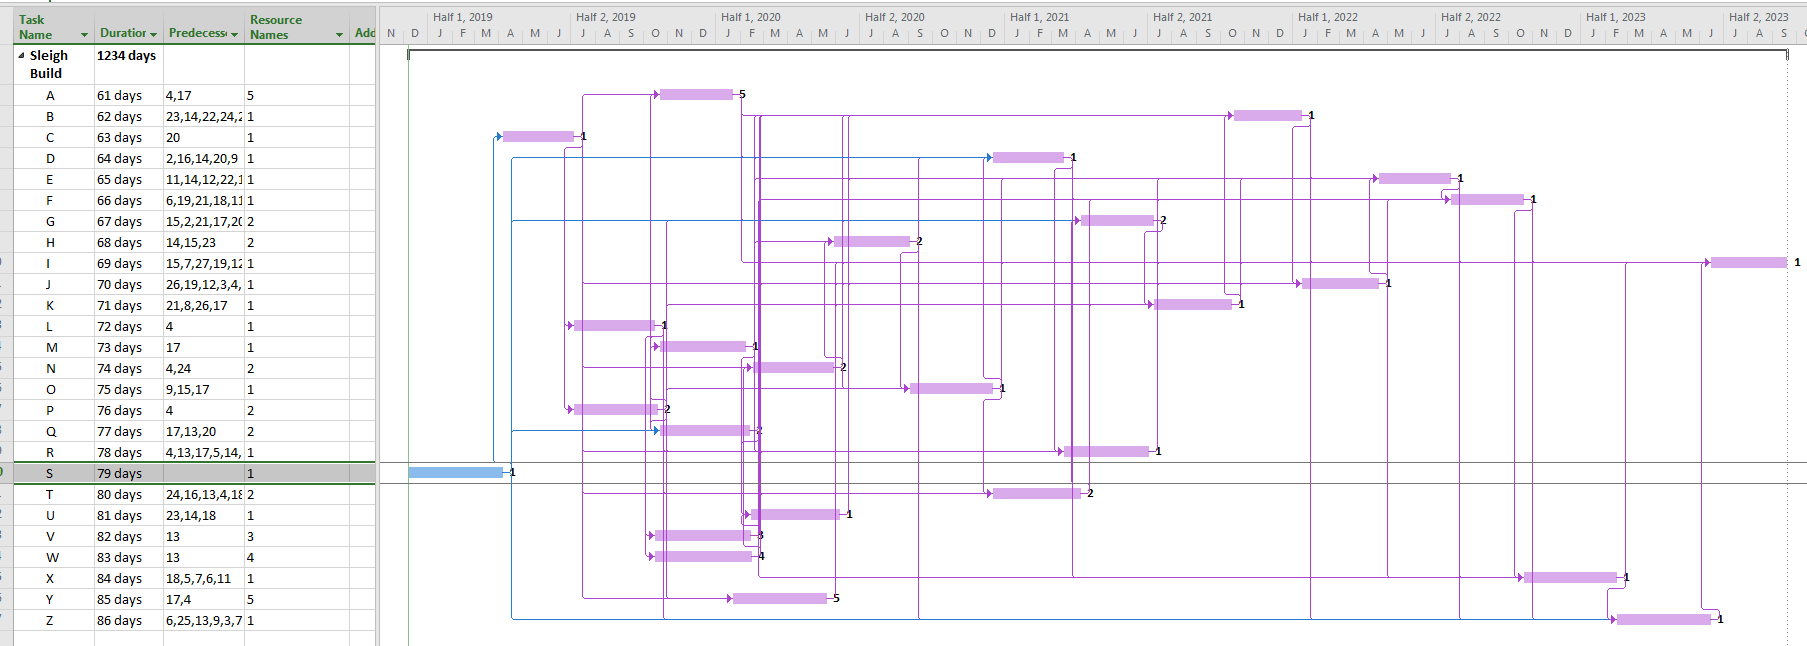 Task Name Duration Predecess Resource Names Add
Half 1, 2019 Half 2, 2019 Half 1, 2020 Half 2, 2020 Half 1, 2021 Half 2, 2021 Half 1, 2022 Half 2, 2022 Half 1, 2023 Half 2, 2023
N D J F M A M J J A S O N D J F M A M J J A S O N D J F M A M J J A S O N D J F M A M J J A S O N D J F M A M J J A S
Sleigh Build 1234 days
A 61 days 4,17 5
B 62 days 23,14,22,24,2 1
C 63 days 20 1
D 64 days 2,16,14,20,9 1
E 65 days 11,14,12,22,1 1
F 66 days 6,19,21,18,11 1
G 67 days 15,2,21,17,20 2
H 68 days 14,15,23 2
I 69 days 15,7,27,19,12 1
J 70 days 26,19,12,3,4, 1
K 71 days 21,8,26,17 1
L 72 days 4 1
M 73 days 17 1
N 74 days 4,24 2
O 75 days 9,15,17 1
P 76 days 4 2
Q 77 days 17,13,20 2
R 78 days 4,13,17,5,14, 1
S 79 days 1
T 80 days 24,16,13,4,18 2
U 81 days 23,14,18 1
V 82 days 13 3
W 83 days 13 4
X 84 days 18,5,7,6,11 1
Y 85 days 17,4 5
Z 86 days 6,25,13,9,3,7 1
5
1
1
1
1
1
2
2
1
1
1
1
1
2
1
2
2
1
1
2
1
3
4
1
5
1